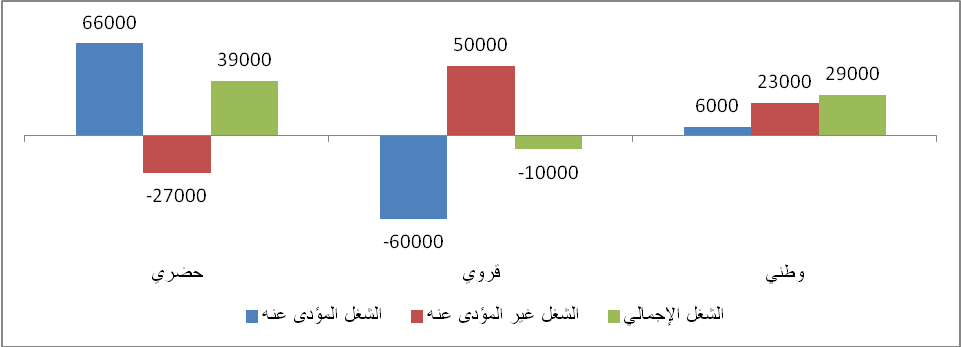 66000
39000
-27000
50000
-60000
-10000
6000
23000
29000
حضري
قروي
وطني
الشغل المؤدى عنه
الشغل غير المؤدى عنه
الشغل الإجمالي